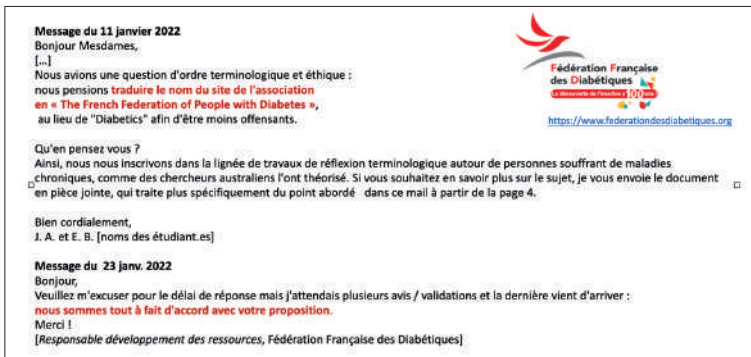 Message du 11 janvier 2022
Bonjour Mesdames,
[...]
Nous avions une question d'ordre terminologique et éthique :
nous pensions traduire le nom du site de l'association
en « The French Federation of People with Diabetes »,
au lieu de "Diabetics" afin d'être moins offensants.
Fédération Française
des Diabétiques
La découverte de l'insuline a 100 ans
https://www.federationdesdiabetiques.org
Qu'en pensez vous ?
Ainsi, nous nous inscrivons dans la lignée de travaux de réflexion terminologique autour de personnes souffrant de maladies
chroniques, comme des chercheurs australiens l'ont théorisé. Si vous souhaitez en savoir plus sur le sujet, je vous envoie le document
en pièce jointe, qui traite plus spécifiquement du point abordé dans ce mail à partir de la page 4.
Bien cordialement,
J. A. et E. B. [noms des étudiant.es]
Message du 23 janv. 2022
Bonjour,
Veuillez m'excuser pour le délai de réponse mais j'attendais plusieurs avis / validations et la dernière vient d'arriver :
nous sommes tout à fait d'accord avec votre proposition.
Merci !
[Responsable développement des ressources, Fédération Française des Diabétiques]